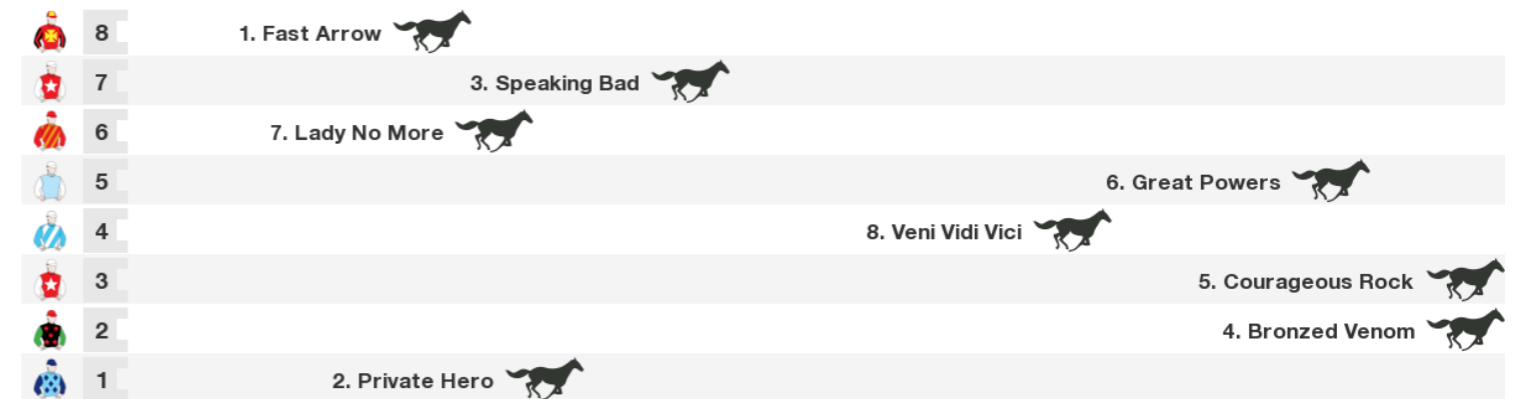 8 1. Fast Arrow
7 3. Speaking Bad
6 7. Lady No More
5 6. Great Powers
4 8. Veni Vidi Vici
3 5. Courageous Rock
2 4. Bronzed Venom
1 2. Private Hero